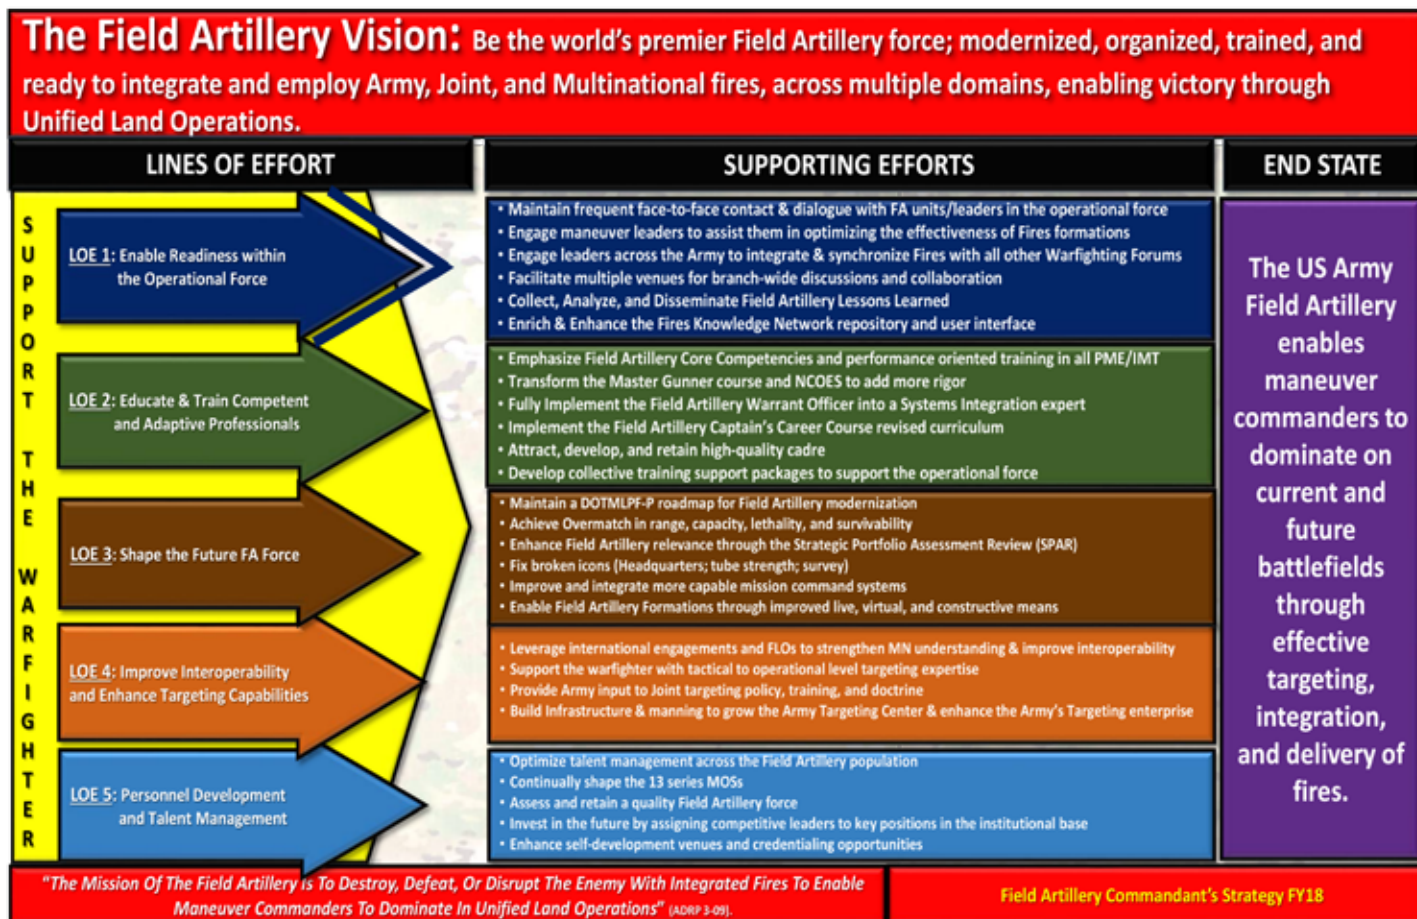 The Field Artillery Vision: Be the world's premier Field Artillery force; modernized, organized, trained, and
ready to integrate and employ Army, Joint, and Multinational fires, across multiple domains, enabling victory through
Unified Land Operations.
LINES OF EFFORT
SUPPORTING EFFORTS
END STATE
SUPPORT THE WARFIGHTER
LOE 1: Enable Readiness within
the Operational Force
• Maintain frequent face-to-face contact & dialogue with FA units/leaders in the operational force
• Engage maneuver leaders to assist them in optimizing the effectiveness of Fires formations
• Engage leaders across the Army to integrate & synchronize Fires with all other Warfighting Forums
• Facilitate multiple venues for branch-wide discussions and collaboration
• Collect, Analyze, and Disseminate Field Artillery Lessons Learned
• Enrich & Enhance the Fires Knowledge Network repository and user interface
LOE 2: Educate & Train Competent
and Adaptive Professionals
• Emphasize Field Artillery Core Competencies and performance oriented training in all PME/IMT
• Transform the Master Gunner course and NCOES to add more rigor
• Fully Implement the Field Artillery Warrant Officer into a Systems Integration expert
• Implement the Field Artillery Captain's Career Course revised curriculum
• Attract, develop, and retain high-quality cadre
• Develop collective training support packages to support the operational force
LOE 3: Shape the Future FA Force
• Maintain a DOTMLPF-P roadmap for Field Artillery modernization
• Achieve Overmatch in range, capacity, lethality, and survivability
• Enhance Field Artillery relevance through the Strategic Portfolio Assessment Review (SPAR)
• Fix broken icons (Headquarters; tube strength; survey)
• Improve and integrate more capable mission command systems
• Enable Field Artillery Formations through improved live, virtual, and constructive means
LOE 4: Improve Interoperability
and Enhance Targeting Capabilities
• Leverage international engagements and FLOs to strengthen MN understanding & improve interoperability
• Support the warfighter with tactical to operational level targeting expertise
• Provide Army input to Joint targeting policy, training, and doctrine
• Build Infrastructure & manning to grow the Army Targeting Center & enhance the Army's Targeting enterprise
LOE 5: Personnel Development
and Talent Management
• Optimize talent management across the Field Artillery population
• Continually shape the 13 series MOSs
• Assess and retain a quality Field Artillery force
• Invest in the future by assigning competitive leaders to key positions in the institutional base
• Enhance self-development venues and credentialing opportunities
The US Army
Field Artillery
enables
maneuver
commanders to
dominate on
current and
future
battlefields
through
effective
targeting,
integration,
and delivery of
fires.
"The Mission Of The Field Artillery Is To Destroy, Defeat, Or Disrupt The Enemy With Integrated Fires To Enable
Maneuver Commanders To Dominate In Unified Land Operations" (ADRP 3-09).
Field Artillery Commandant's Strategy FY18